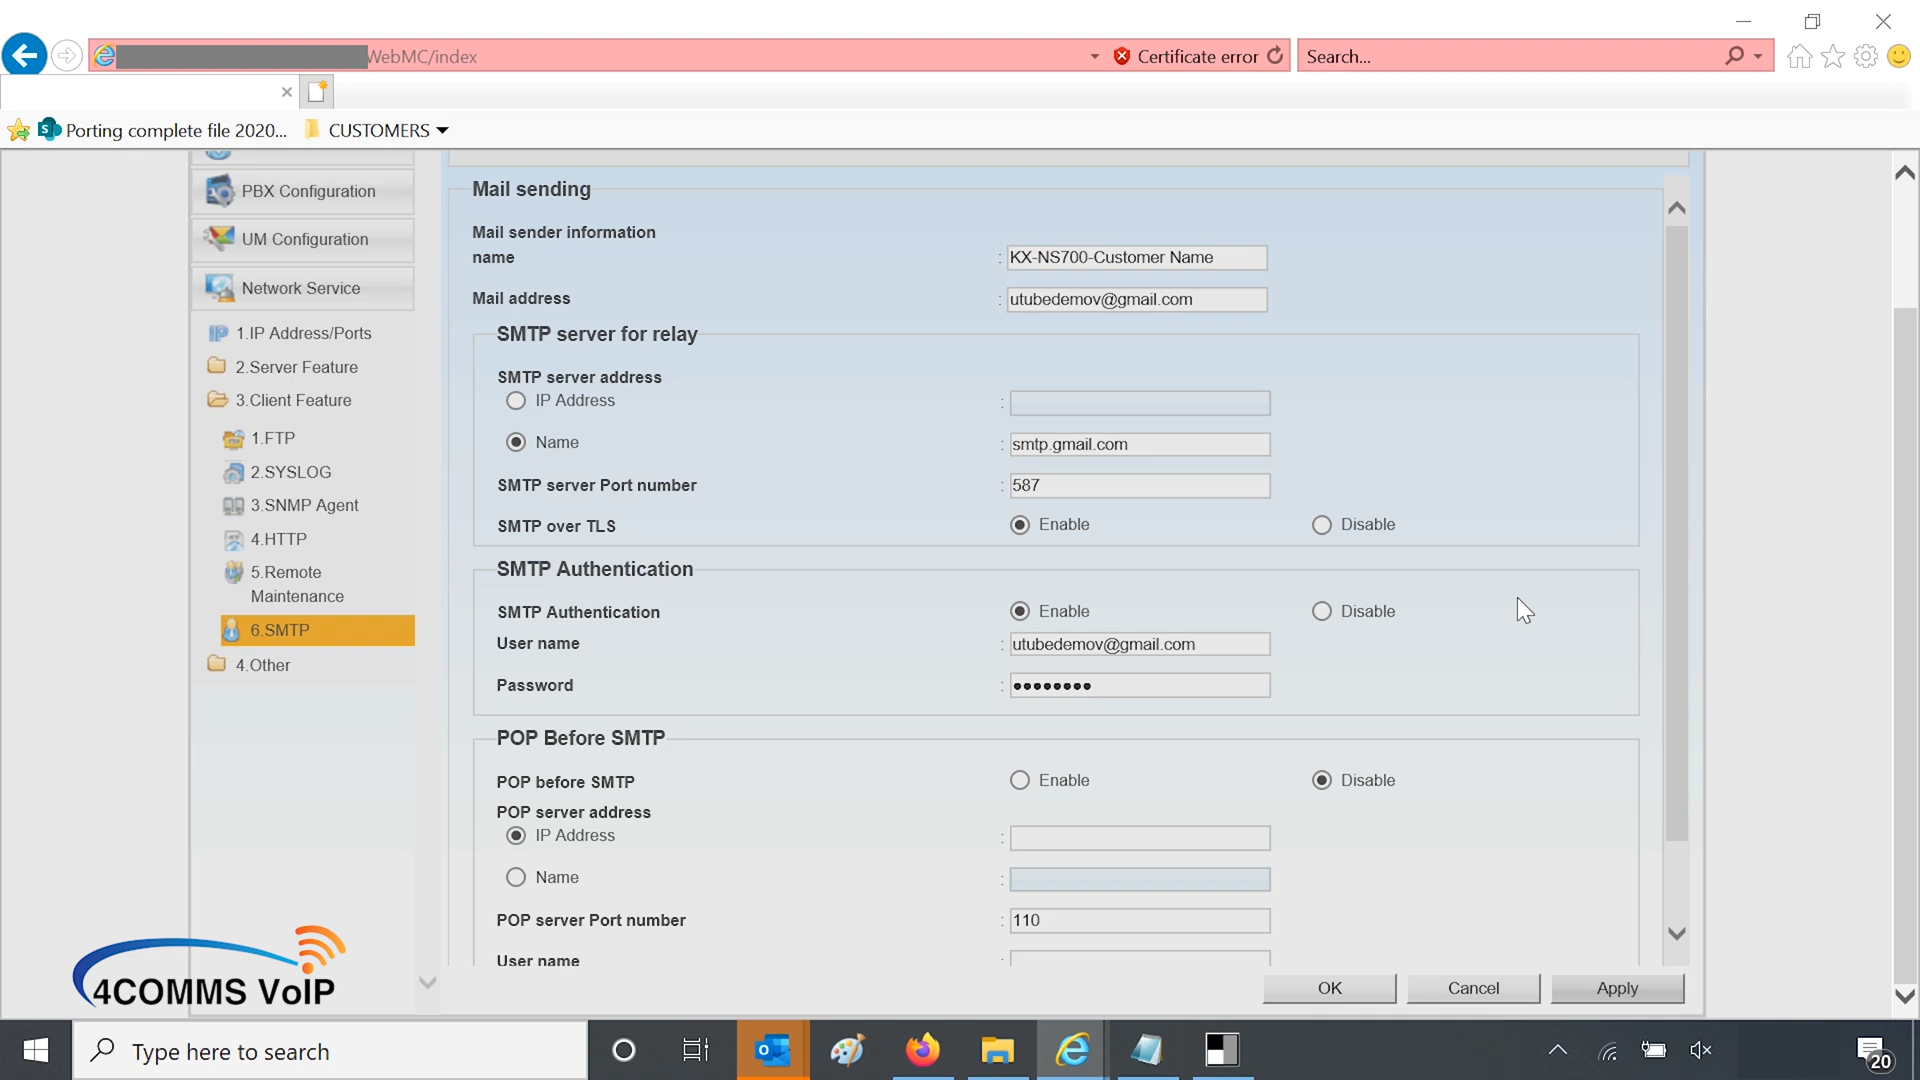 WebMC/index
Certificate error
Search...
Porting complete file 2020...
CUSTOMERS
PBX Configuration
UM Configuration
Network Service
IP 1.IP Address/Ports
2.Server Feature
3.Client Feature
1.FTP
2.SYSLOG
3.SNMP Agent
4.HTTP
5.Remote
Maintenance
6.SMTP
4.Other
Mail sending
Mail sender information
name : KX-NS700-Customer Name
Mail address : utubedemov@gmail.com
SMTP server for relay
SMTP server address
IP Address :
Name : smtp.gmail.com
SMTP server Port number : 587
SMTP over TLS Enable Disable
SMTP Authentication
SMTP Authentication Enable Disable
User name : utubedemov@gmail.com
Password : ●●●●●●●●
POP Before SMTP
POP before SMTP Enable Disable
POP server address
IP Address :
Name :
POP server Port number : 110
User name :
OK Cancel Apply
4COMMS VoIP
Type here to search
20